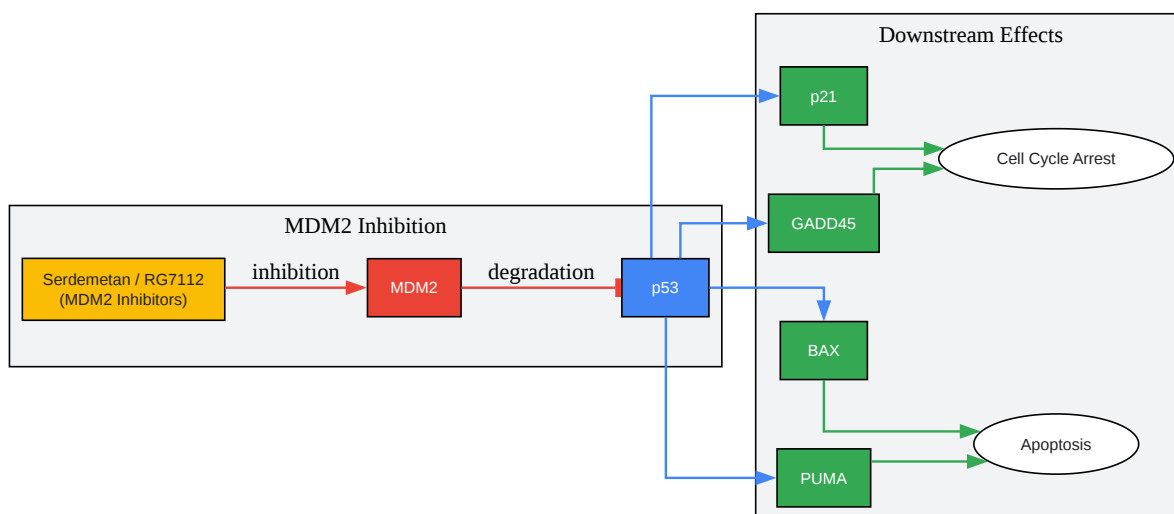 Downstream Effects
p21
Cell Cycle Arrest
GADD45
MDM2 Inhibition
Serdemetan / RG7112
(MDM2 Inhibitors)
inhibition
MDM2
degradation
p53
BAX
Apoptosis
PUMA